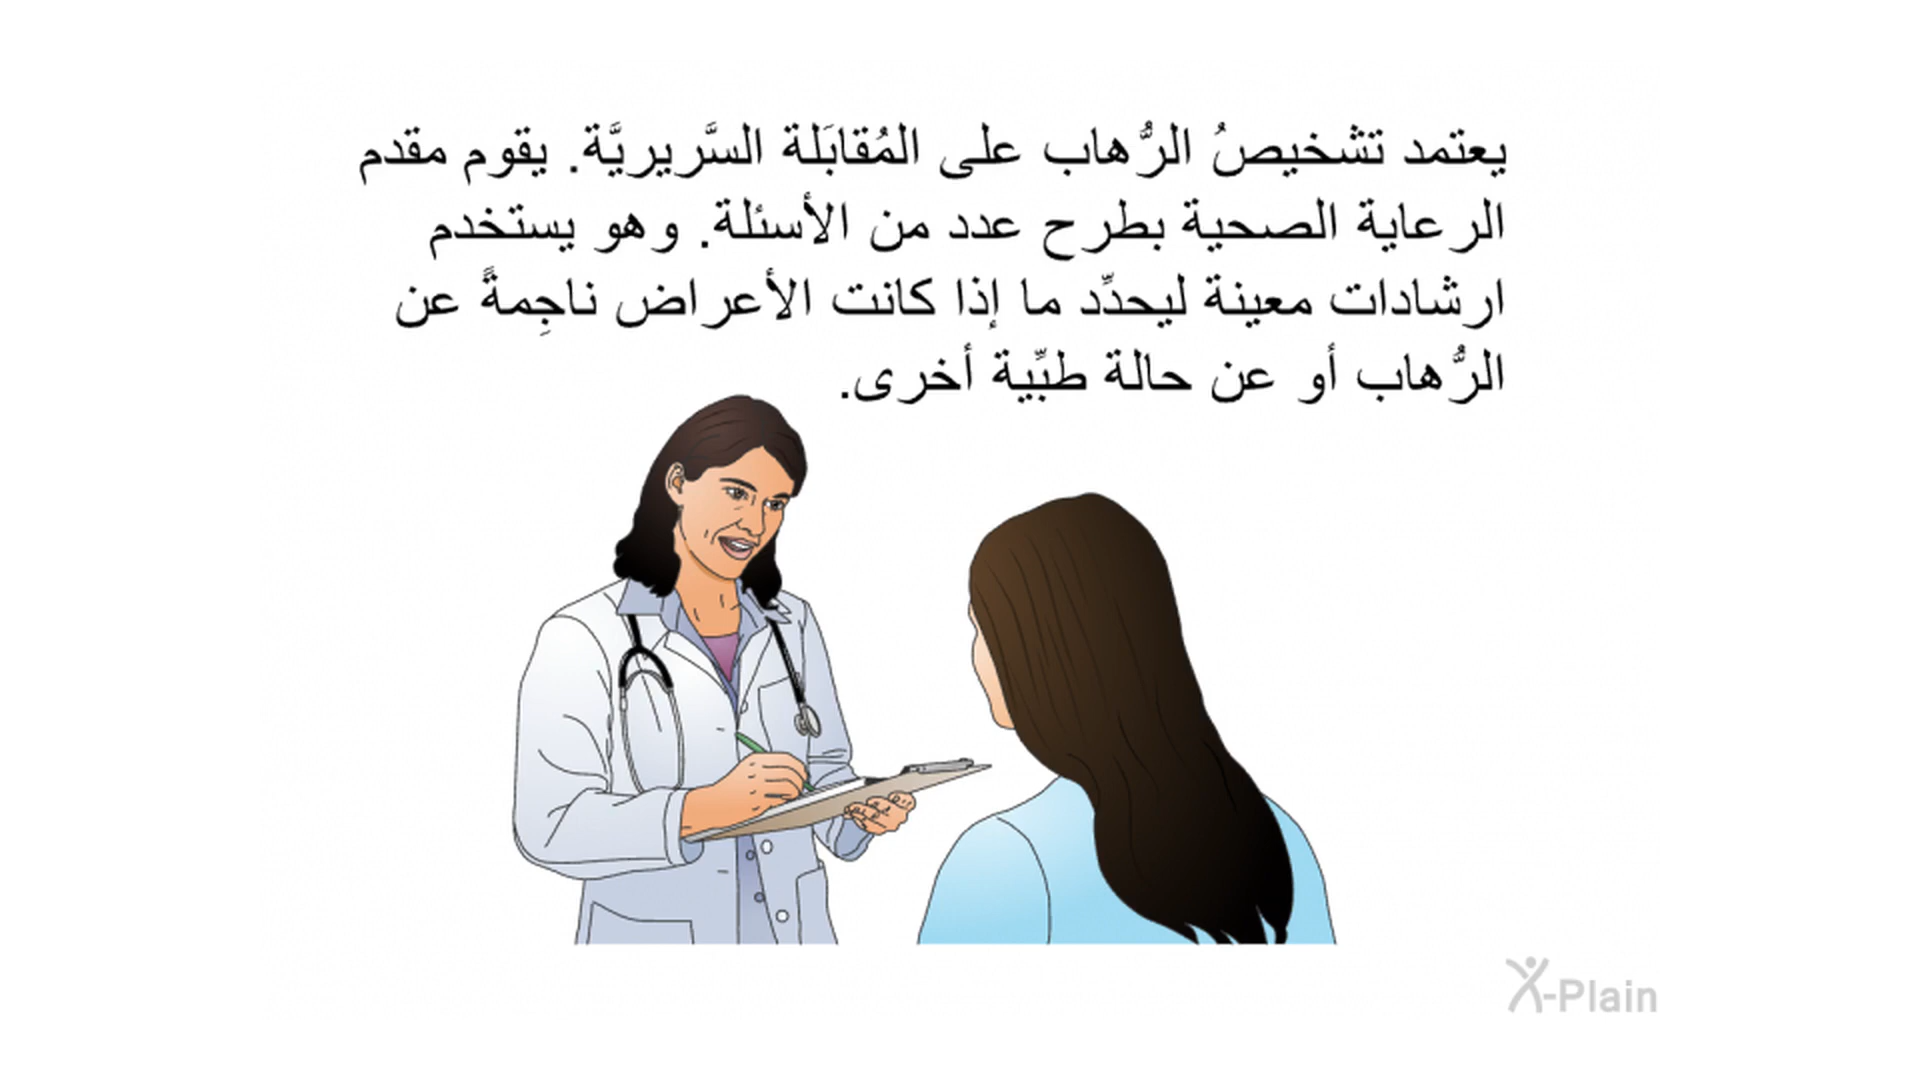 يعتمد تشخيصُ الرُّهاب على المُقابَلة السَّريريَّة. يقوم مقدم
الرعاية الصحية بطرح عدد من الأسئلة. وهو يستخدم
ارشادات معينة ليحدِّد ما إذا كانت الأعراض ناجِمةً عن
الرُّهاب أو عن حالة طبِّية أخرى.
X-Plain